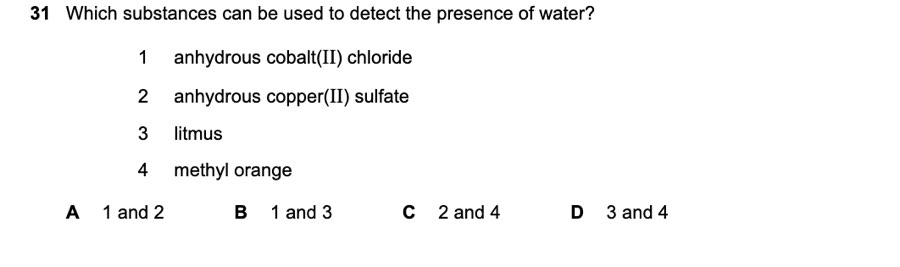 31 Which substances can be used to detect the presence of water?
1 anhydrous cobalt(II) chloride
2 anhydrous copper(II) sulfate
3 litmus
4 methyl orange
A 1 and 2 B 1 and 3 C 2 and 4 D 3 and 4